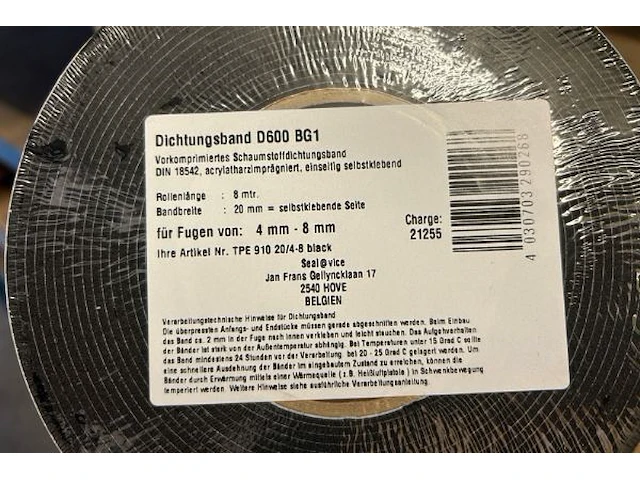 Dichtungsband D600 BG1
Vorkomprimiertes Schaumstoffdichtungsband
DIN 18542, acrylatharzimprägniert, einseitig selbstklebend
Rollenlänge : 8 mtr.
Bandbreite : 20 mm = selbstklebende Seite
für Fugen von: 4 mm - 8 mm
Charge:
21255
Ihre Artikel Nr. TPE 910 20/4-8 black
Seal@vice
Jan Frans Gellyncklaan 17
2540 HOVE
BELGIEN
4 030703 290268
Verarbeitungstechnische Hinweise für Dichtungsband
Die überpressten Anfangs- und Endstücke müssen gerade abgeschnitten werden. Beim Einbau
das Band ca. 2 mm in der Fuge nach innen verkleben und leicht stauchen. Das Aufgehverhalten
der Bänder ist stark von der Außentemperatur abhängig. Bei Temperaturen unter 15 Grad C sollte
das Band mindestens 24 Stunden vor der Verarbeitung bei 20 - 25 Grad C gelagert werden. Um
eine schnellere Ausdehnung der Bänder im eingebautem Zustand zu erreichen, können die
Bänder durch Erwärmung mittels einer Wärmequelle ( z.B. Heißluftpistole ) in Schwenkbewegung
temperiert werden. Weitere Hinweise siehe ausführliche Verarbeitungsanleitung.